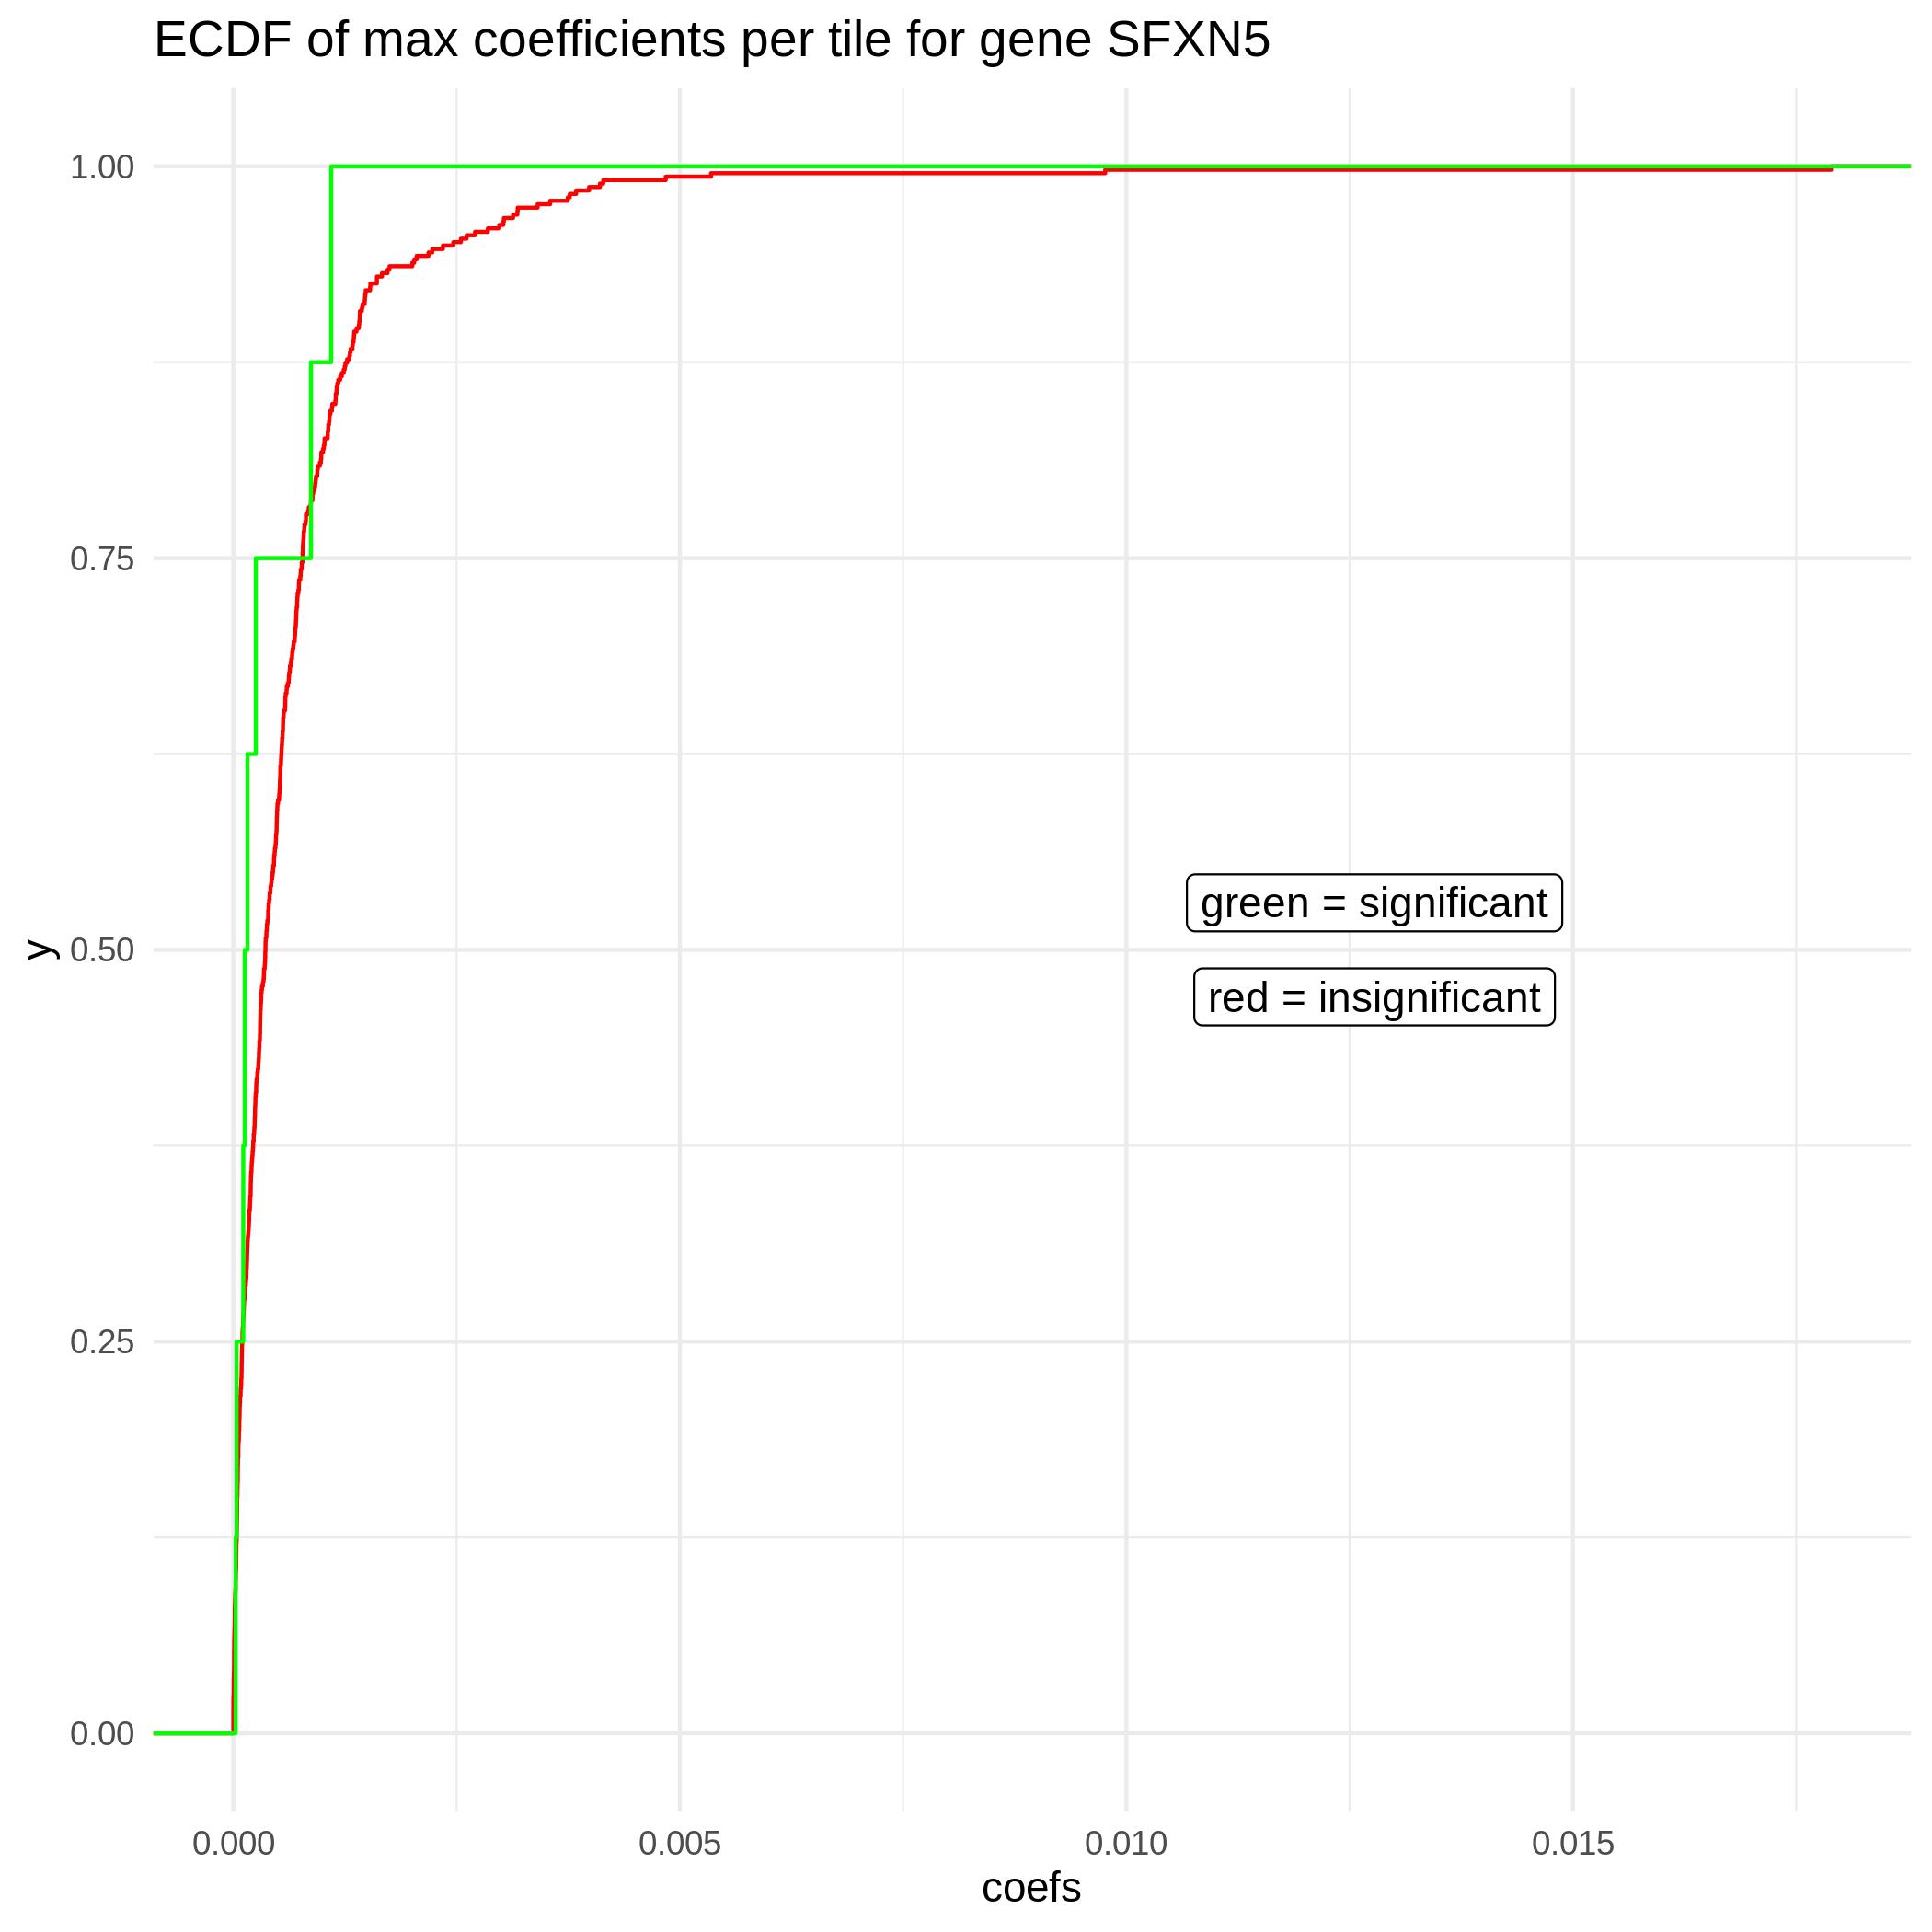 ECDF of max coefficients per tile for gene SFXN5
1.00
0.75
0.50
0.25
0.00
y
green = significant
red = insignificant
0.000
0.005
0.010
0.015
coefs